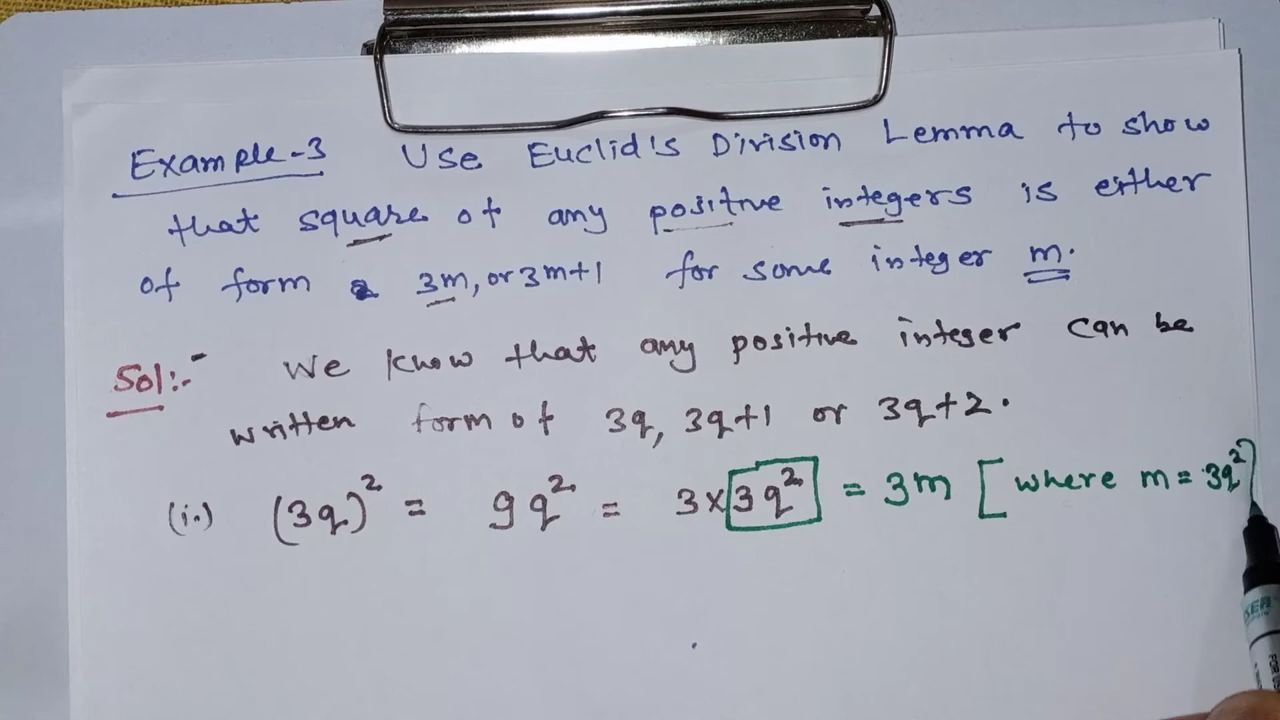 Example-3 Use Euclid's Division Lemma to show
that square of any positive integers is either
of form 3m, or 3m+1 for some integer m.
Sol:- We know that any positive integer can be
written form of 3q, 3q+1 or 3q+2.
(i.) (3q)² = 9q² = 3×3q² = 3m [where m = 3q²]